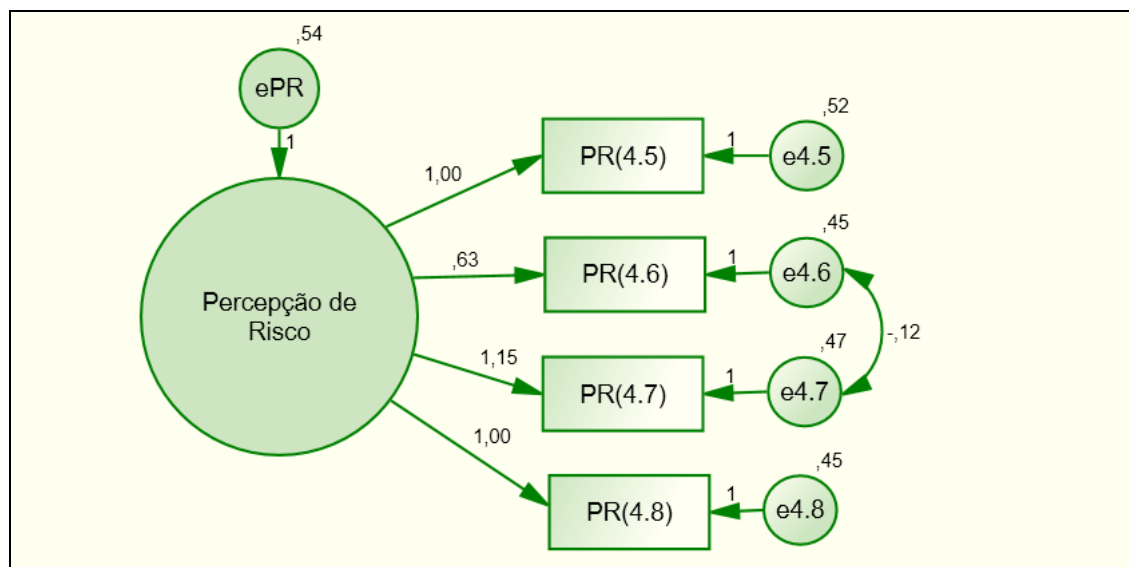 ,54
ePR
1
,52
PR(4.5)
1
e4.5
1,00
,45
PR(4.6)
1
e4.6
,63
Percepção de
Risco
-,12
,47
1,15
PR(4.7)
1
e4.7
1,00
,45
PR(4.8)
1
e4.8